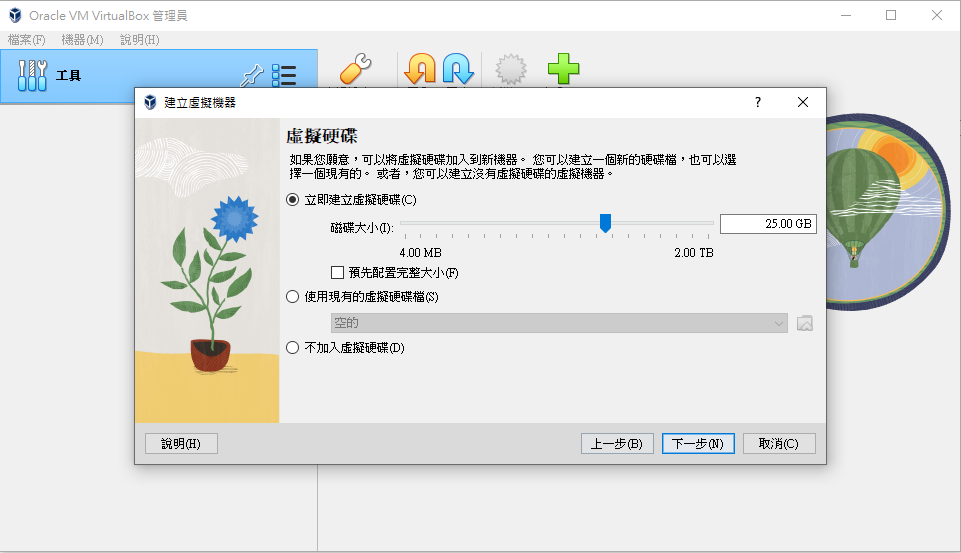 Oracle VM VirtualBox 管理員
檔案(F) 機器(M) 說明(H)
工具
建立虛擬機器
?
虛擬硬碟
如果您願意，可以將虛擬硬碟加入到新機器。 您可以建立一個新的硬碟檔，也可以選
擇一個現有的。 或者，您可以建立沒有虛擬硬碟的虛擬機器。
立即建立虛擬硬碟(C)
磁碟大小(I):
25.00 GB
4.00 MB
2.00 TB
預先配置完整大小(F)
使用現有的虛擬硬碟檔(S)
空的
不加入虛擬硬碟(D)
說明(H)
上一步(B)
下一步(N)
取消(C)